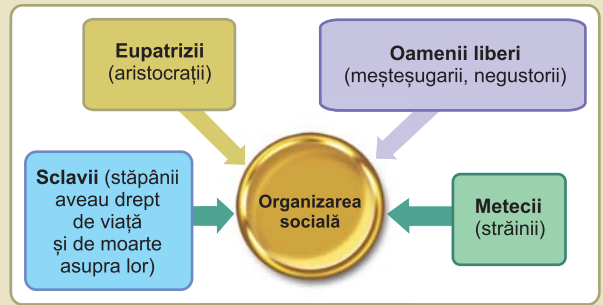 Eupatrizii
(aristocrații)
Oamenii liberi
(meșteșugarii, negustorii)
Sclavii (stăpânii
aveau drept
de viață
și de moarte
asupra lor)
Organizarea
socială
Metecii
(străinii)